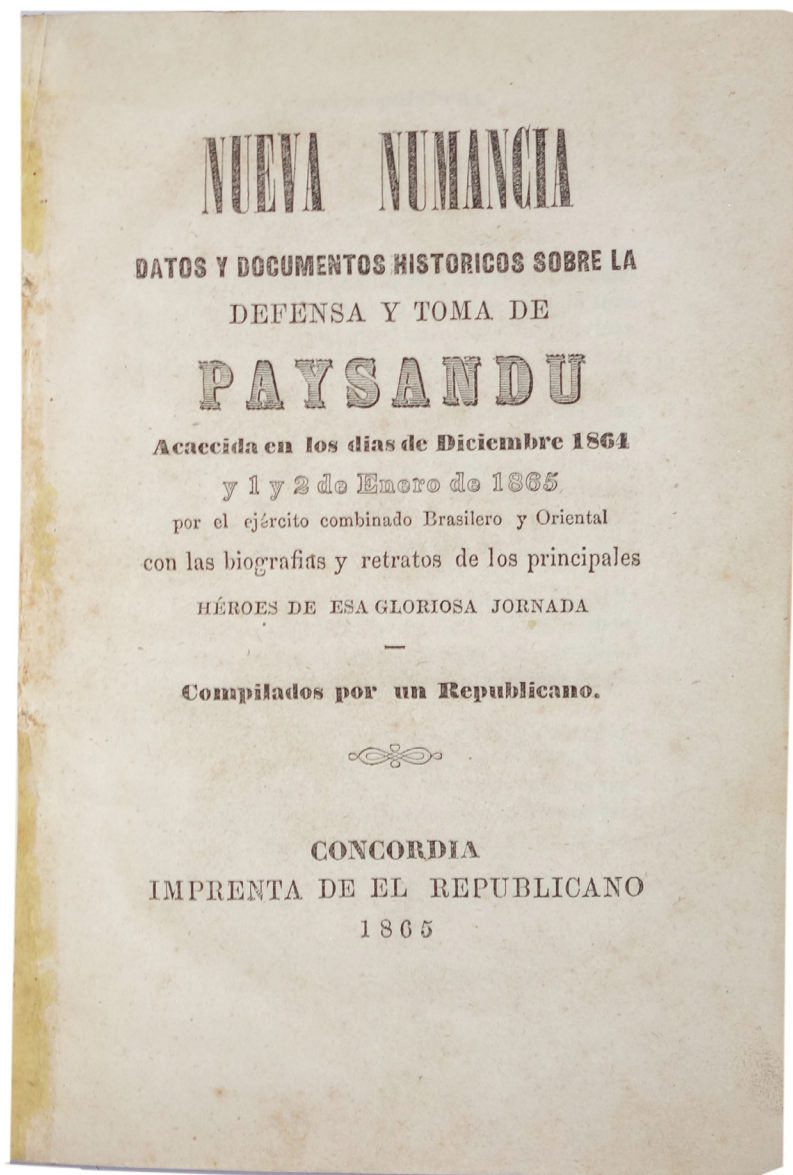 NUEVA NUMANCIA
DATOS Y DOCUMENTOS HISTORICOS SOBRE LA
DEFENSA Y TOMA DE
PAYSANDU
Acaecida en los dias de Diciembre 1864
y 1 y 2 de Enero de 1865
por el ejército combinado Brasilero y Oriental
con las biografias y retratos de los principales
HÉROES DE ESA GLORIOSA JORNADA
—
Compilados por un Republicano.
CONCORDIA
IMPRENTA DE EL REPUBLICANO
1865